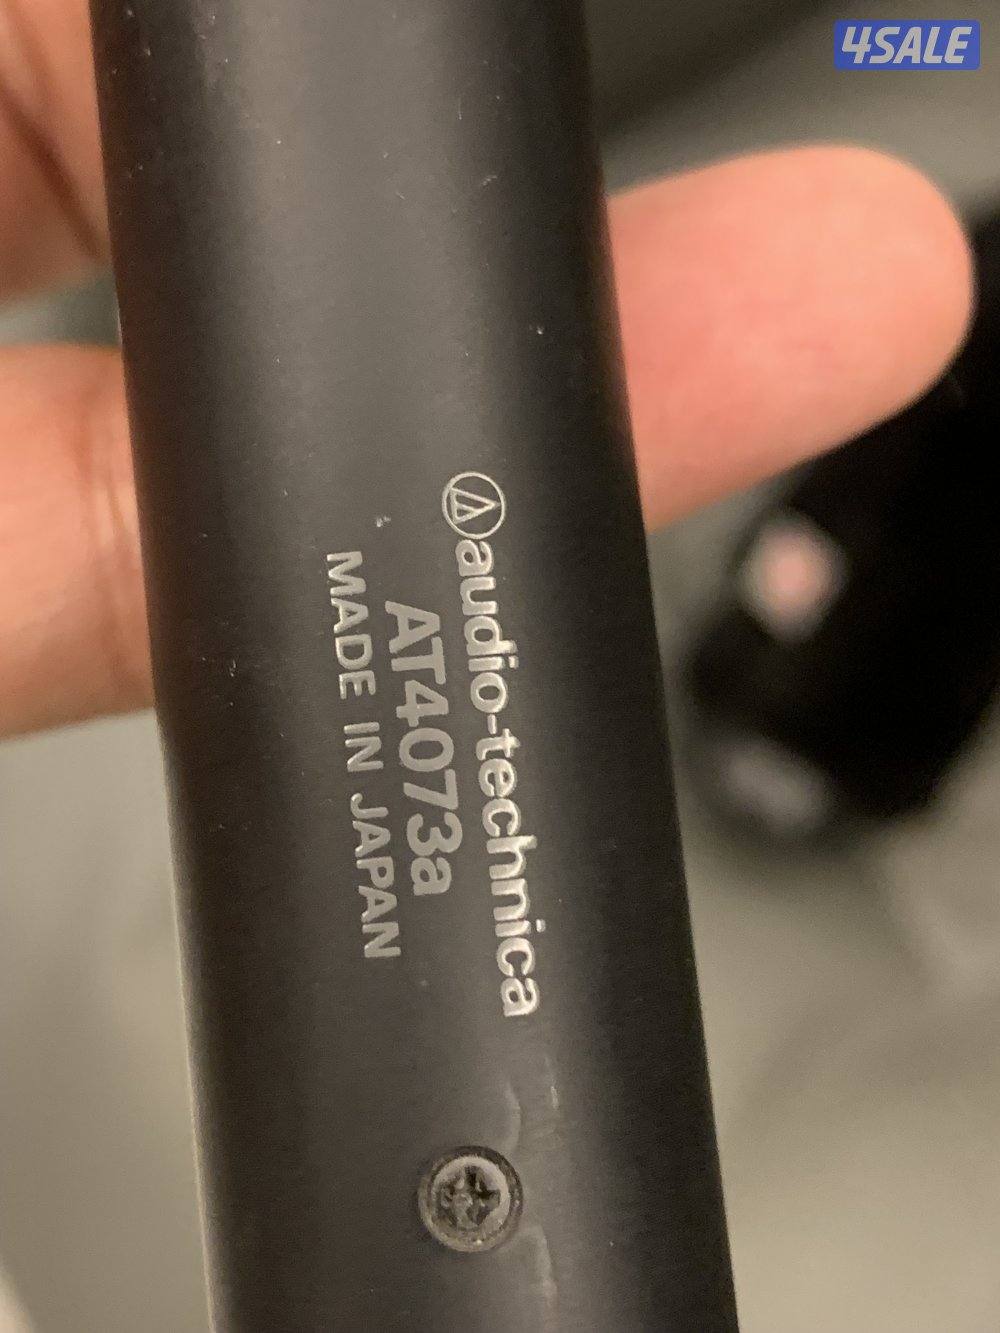 4SALE
audio-technica
AT4073a
MADE IN JAPAN